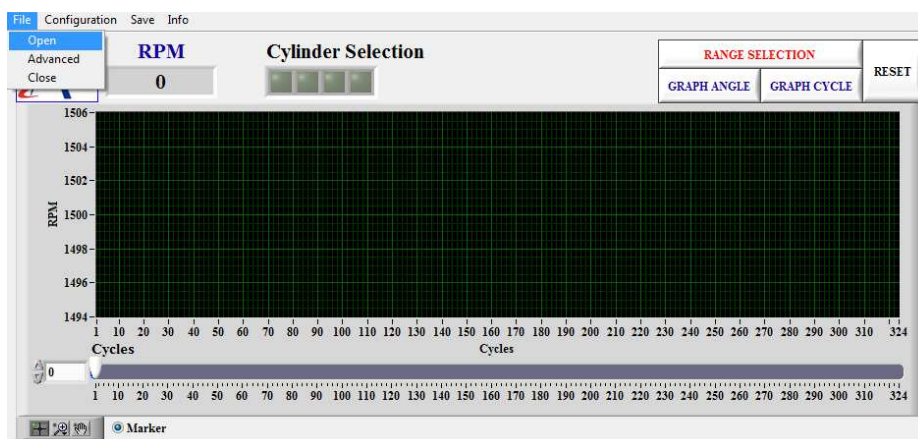 File Configuration Save Info
Open
Advanced
Close
RPM
0
Cylinder Selection
RANGE SELECTION
GRAPH ANGLE GRAPH CYCLE
RESET
1506
1504
1502
1500
1498
1496
1494
RPM
1 10 20 30 40 50 60 70 80 90 100 110 120 130 140 150 160 170 180 190 200 210 220 230 240 250 260 270 280 290 300 310 324
Cycles
Cycles
0
1 10 20 30 40 50 60 70 80 90 100 110 120 130 140 150 160 170 180 190 200 210 220 230 240 250 260 270 280 290 300 310 324
Marker